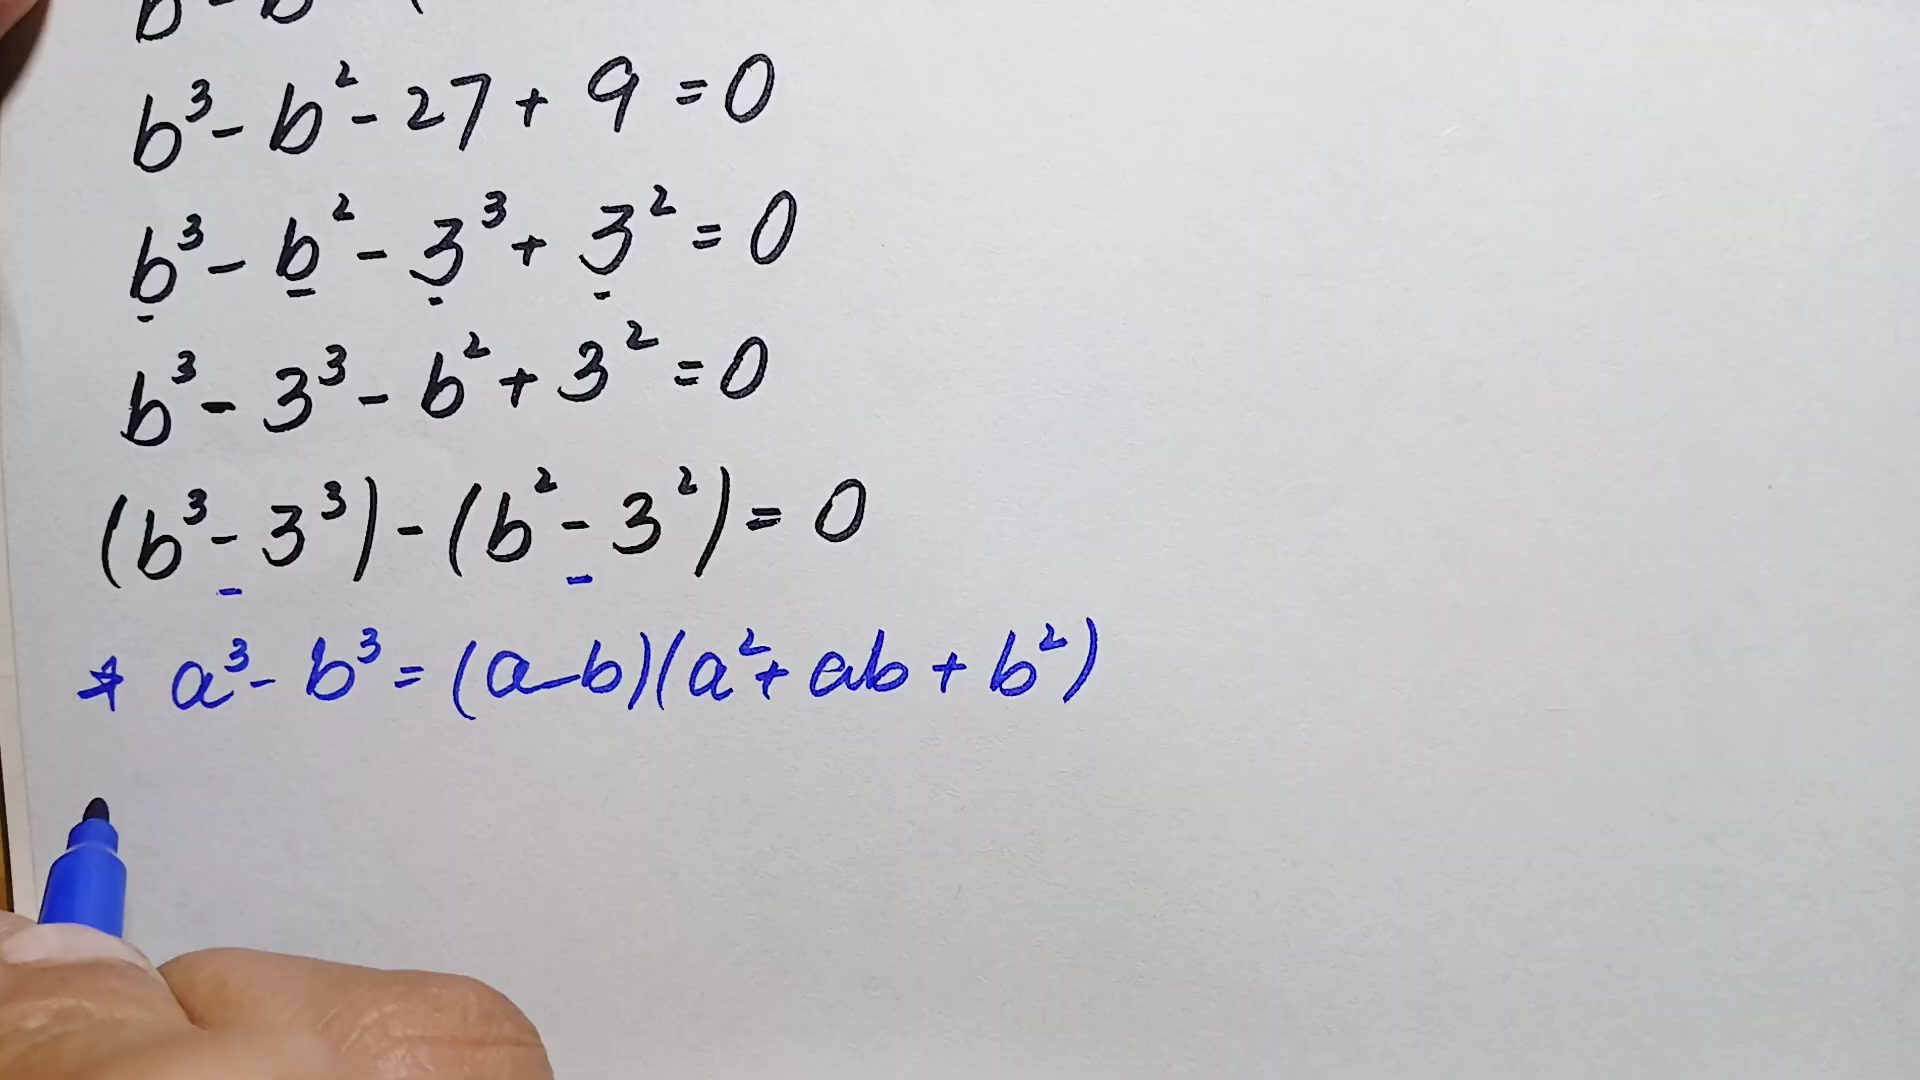 b³ - b² - 27 + 9 = 0
b³ - b² - 3³ + 3² = 0
b³ - 3³ - b² + 3² = 0
(b³ - 3³) - (b² - 3²) = 0
* a³ - b³ = (a-b)(a² + ab + b²)